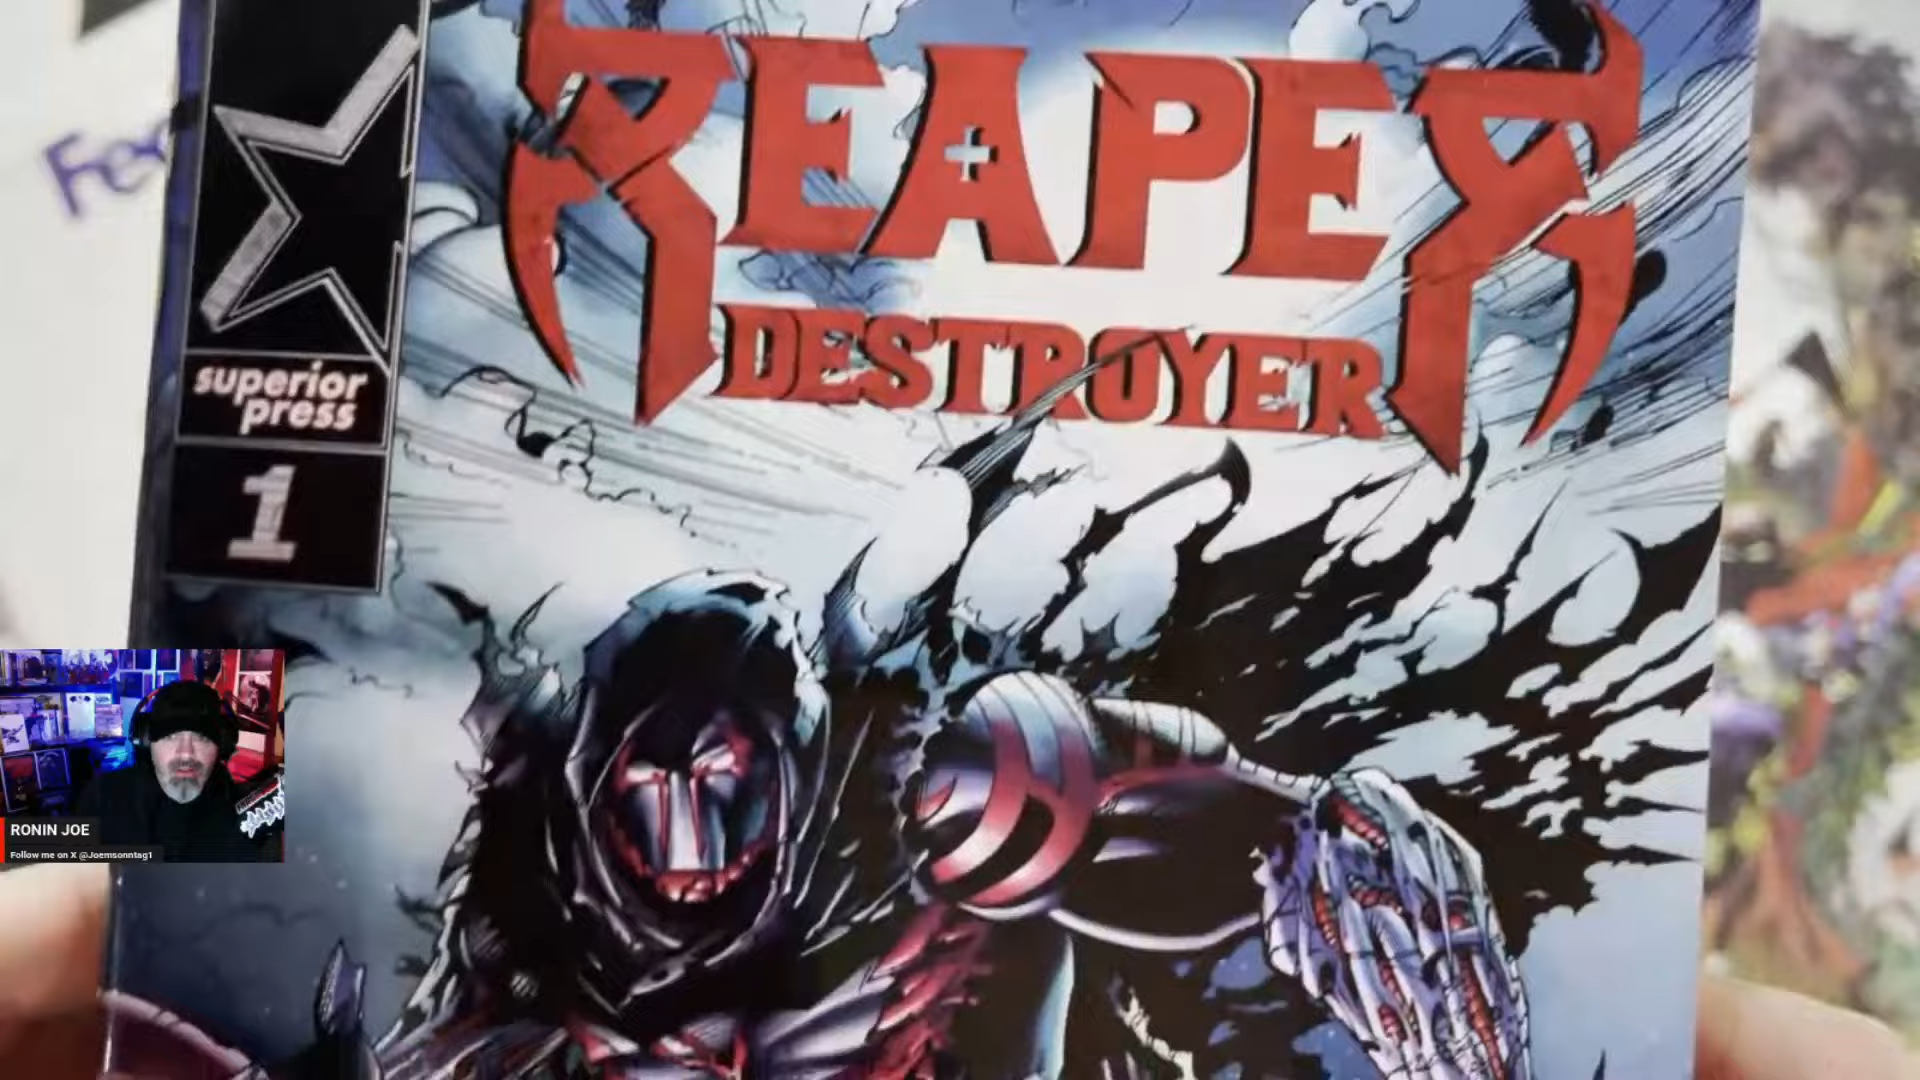 REAPER
DESTROYER
superior
press
1
RONIN JOE
Follow me on X @Joemsonntag1